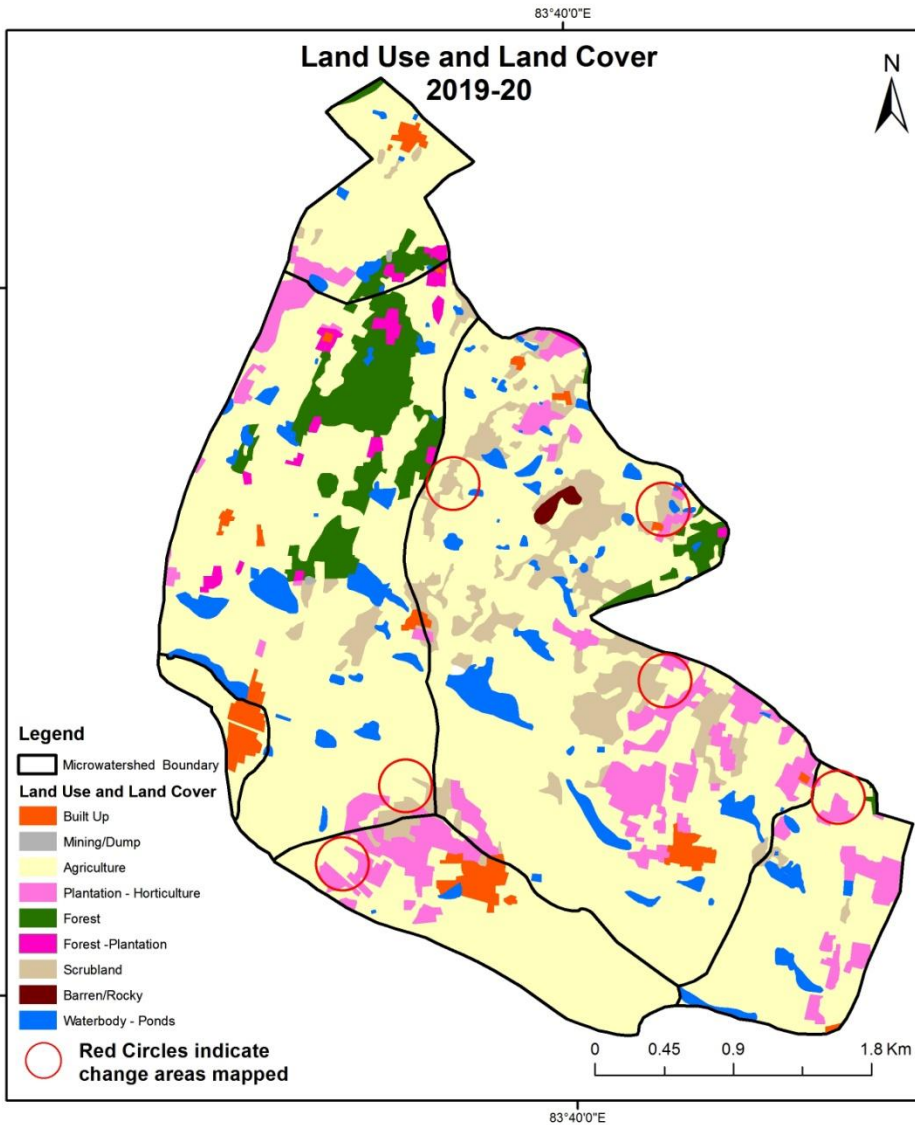 83°40'0"E
Land Use and Land Cover
2019-20
N
Legend
Microwatershed Boundary
Land Use and Land Cover
Built Up
Mining/Dump
Agriculture
Plantation - Horticulture
Forest
Forest -Plantation
Scrubland
Barren/Rocky
Waterbody - Ponds
Red Circles indicate
change areas mapped
0 0.45 0.9 1.8 Km
83°40'0"E